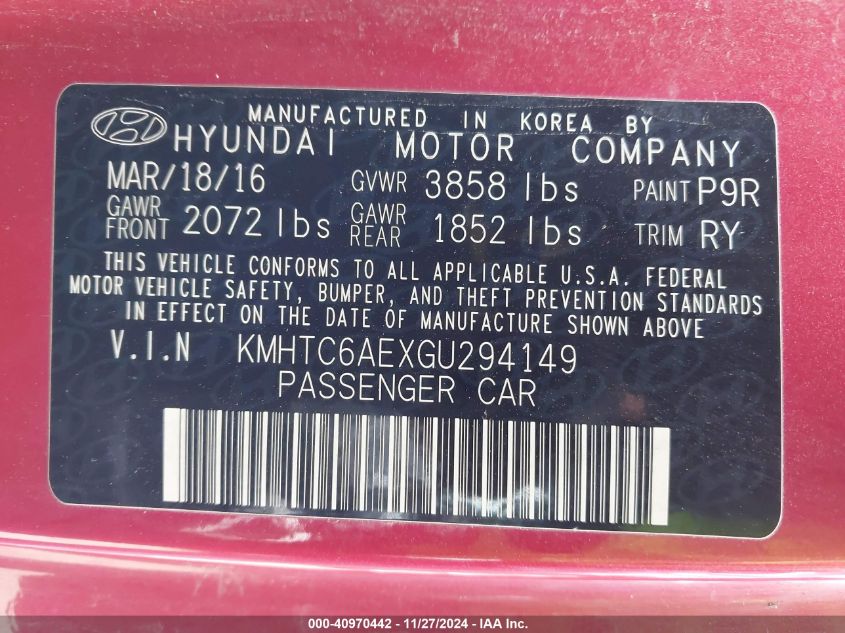 MANUFACTURED IN KOREA BY
HYUNDAI MOTOR COMPANY
MAR/18/16 GVWR 3858 lbs PAINT P9R
GAWR FRONT 2072 lbs GAWR REAR 1852 lbs TRIM RY
THIS VEHICLE CONFORMS TO ALL APPLICABLE U.S.A. FEDERAL
MOTOR VEHICLE SAFETY, BUMPER, AND THEFT PREVENTION STANDARDS
IN EFFECT ON THE DATE OF MANUFACTURE SHOWN ABOVE.
V.I.N KMHTC6AEXGU294149
PASSENGER CAR
000-40970442 - 11/27/2024 - IAA Inc.